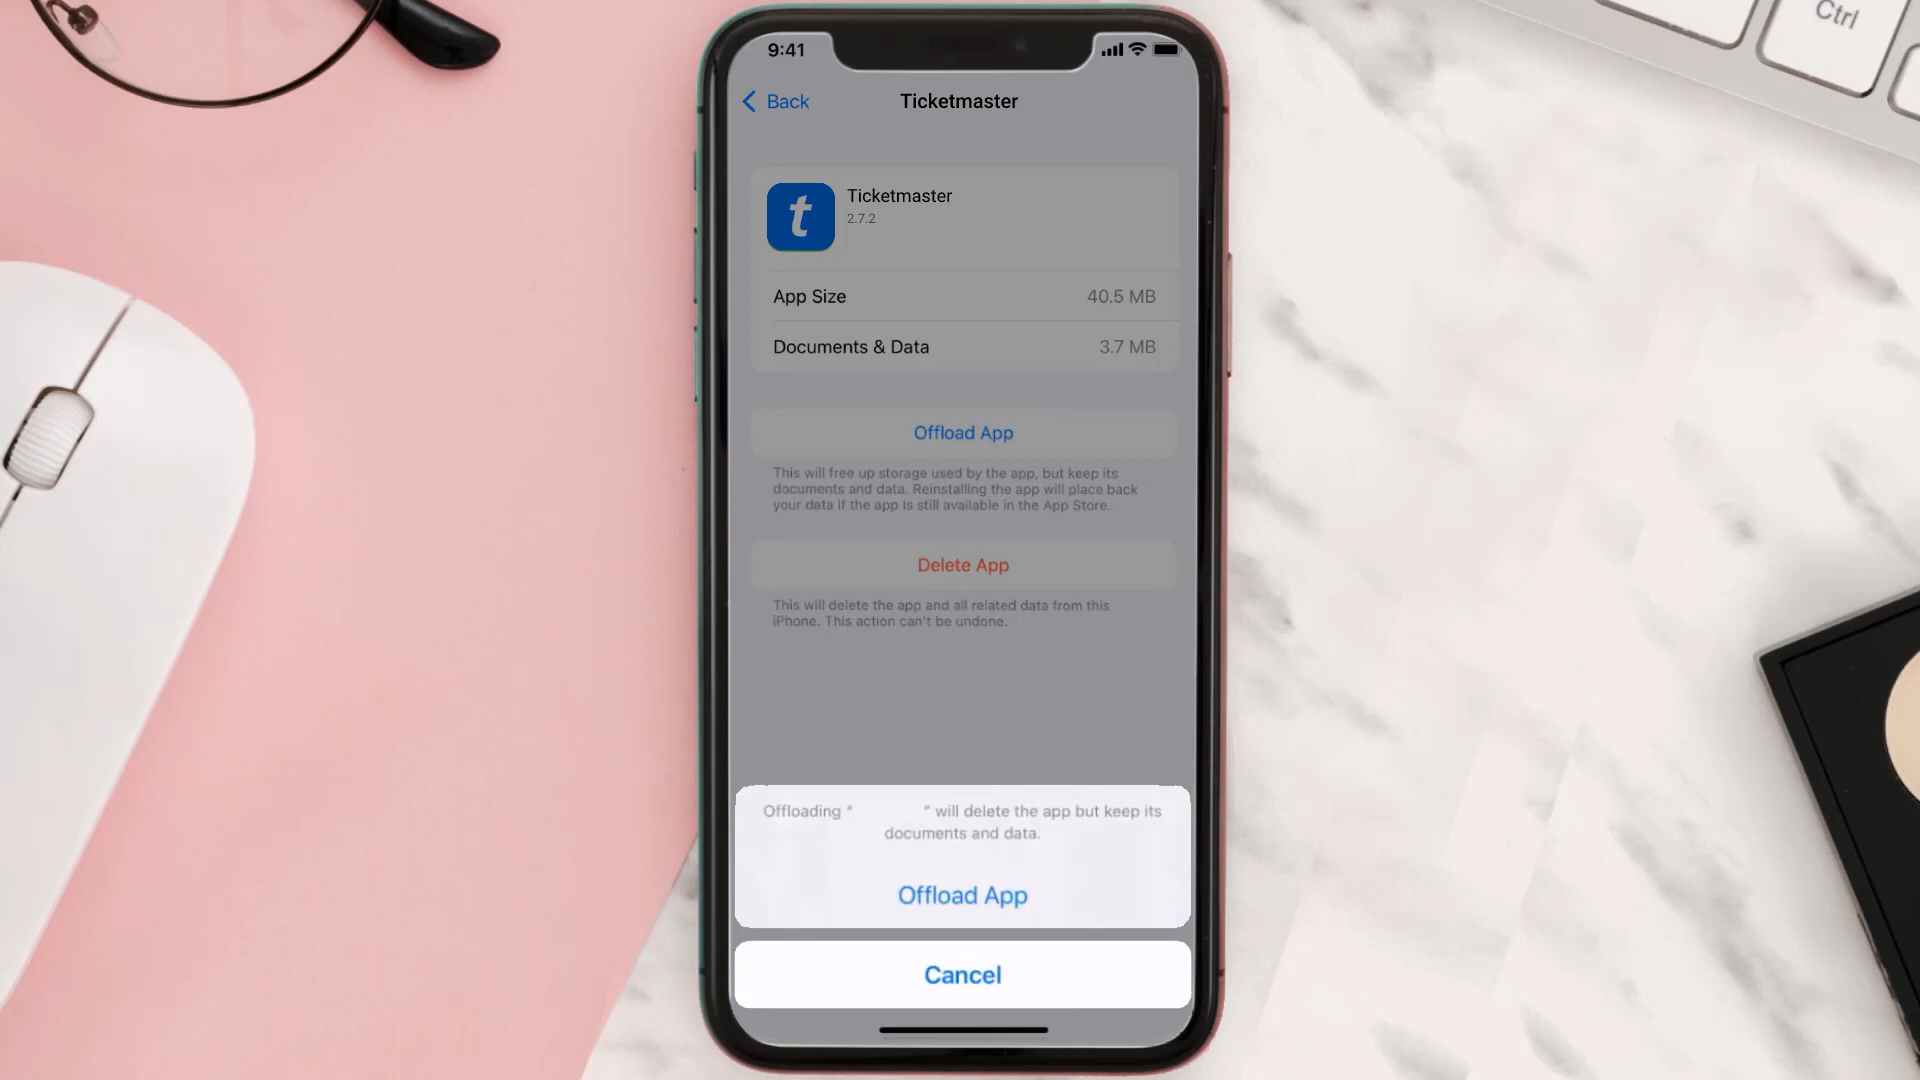 Ctrl
9:41
Back
Ticketmaster
t
Ticketmaster
2.7.2
App Size 40.5 MB
Documents & Data 3.7 MB
Offload App
This will free up storage used by the app, but keep its
documents and data. Reinstalling the app will place back
your data if the app is still available in the App Store.
Delete App
This will delete the app and all related data from this
iPhone. This action can't be undone.
Offloading “ ” will delete the app but keep its
documents and data.
Offload App
Cancel